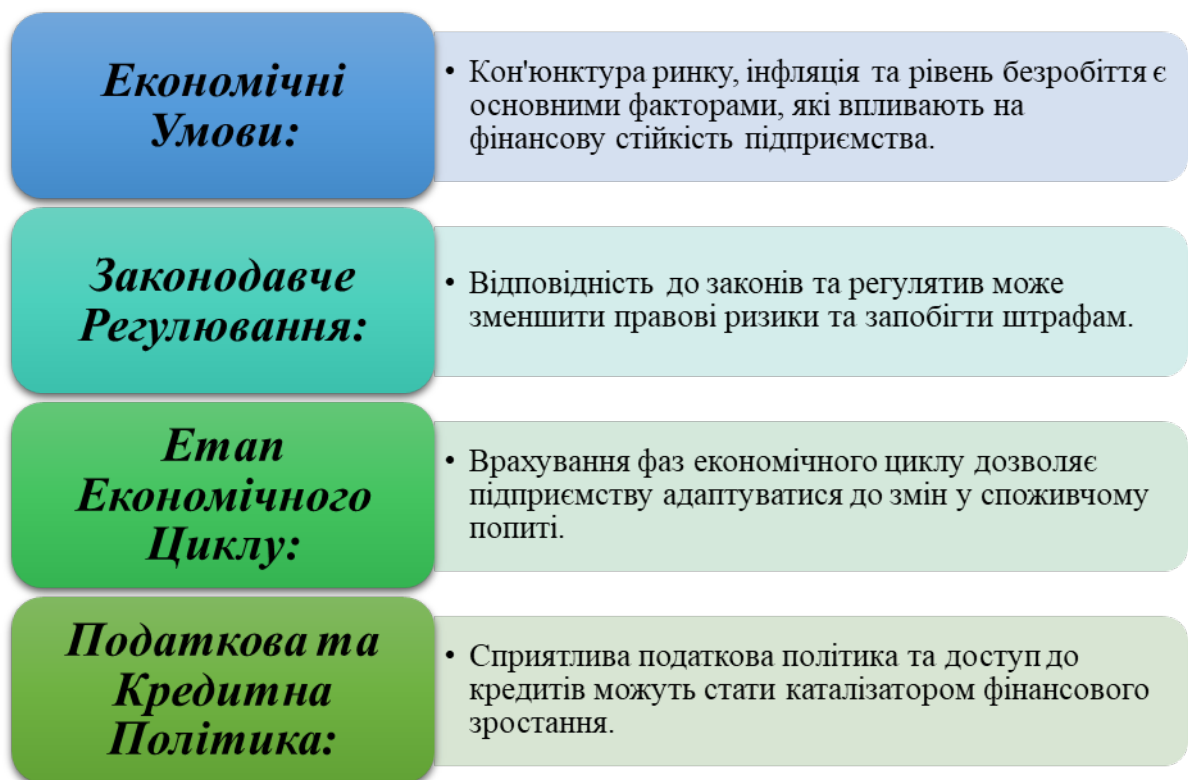 Економічні
Умови:
• Кон'юнктура ринку, інфляція та рівень безробіття є
основними факторами, які впливають на
фінансову стійкість підприємства.
Законодавче
Регулювання:
• Відповідність до законів та регулятив може
зменшити правові ризики та запобігти штрафам.
Етап
Економічного
Циклу:
• Врахування фаз економічного циклу дозволяє
підприємству адаптуватися до змін у споживчому
попиті.
Податкова та
Кредитна
Політика:
• Сприятлива податкова політика та доступ до
кредитів можуть стати каталізатором фінансового
зростання.